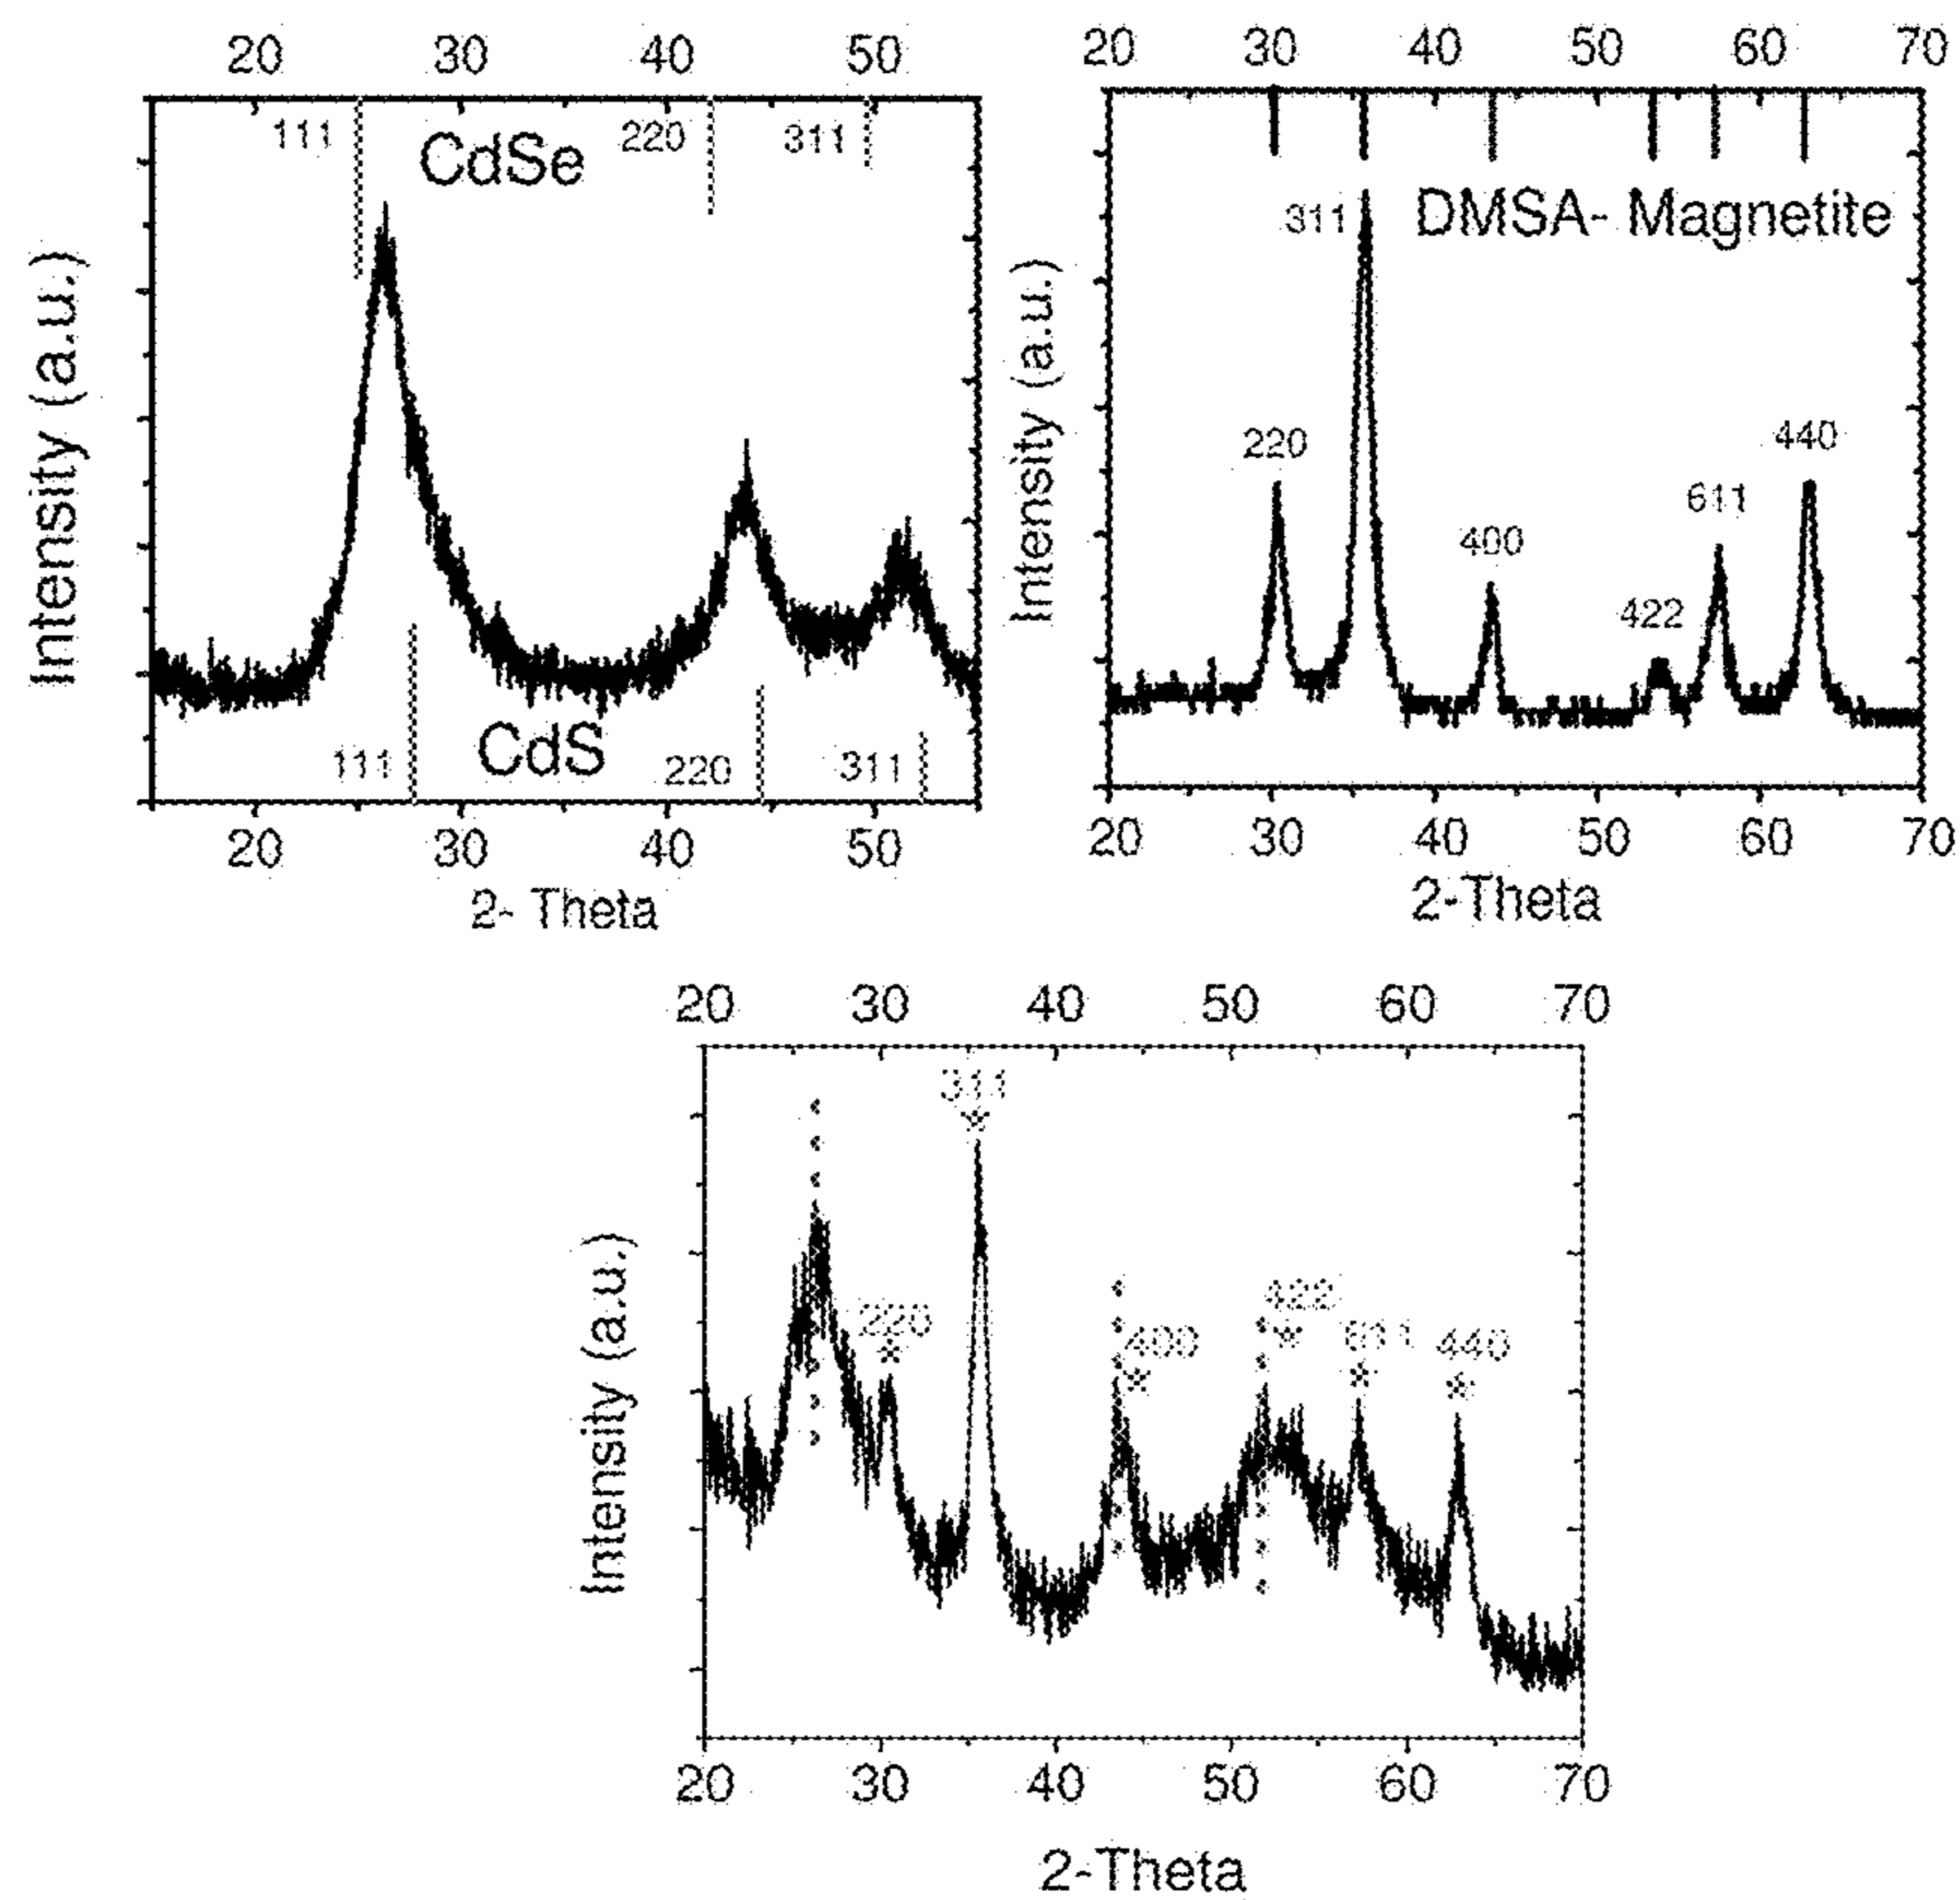 20 30 40 50
111 CdSe 220 311
Intensity (a.u.)
111 CdS 220 311
20 30 40 50
2- Theta
20 30 40 50 60 70
311 DMSA- Magnetite
Intensity (a.u.)
220 400 422 611 440
20 30 40 50 60 70
2-Theta
20 30 40 50 60 70
311
Intensity (a.u.)
220 400 422 440
20 30 40 50 60 70
2-Theta